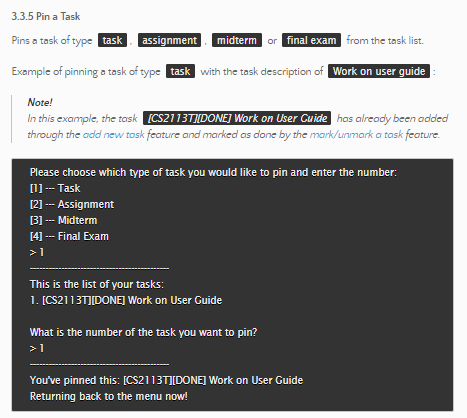 3.3.5 Pin a Task
Pins a task of type task , assignment , midterm or final exam from the task list.
Example of pinning a task of type task with the task description of Work on user guide :
Note!
In this example, the task [CS2113T][DONE] Work on User Guide has already been added
through the add new task feature and marked as done by the mark/unmark a task feature.
Please choose which type of task you would like to pin and enter the number:
[1] --- Task
[2] --- Assignment
[3] --- Midterm
[4] --- Final Exam
> 1
--------------------------------------------
This is the list of your tasks:
1. [CS2113T][DONE] Work on User Guide
What is the number of the task you want to pin?
> 1
--------------------------------------------
You've pinned this: [CS2113T][DONE] Work on User Guide
Returning back to the menu now!